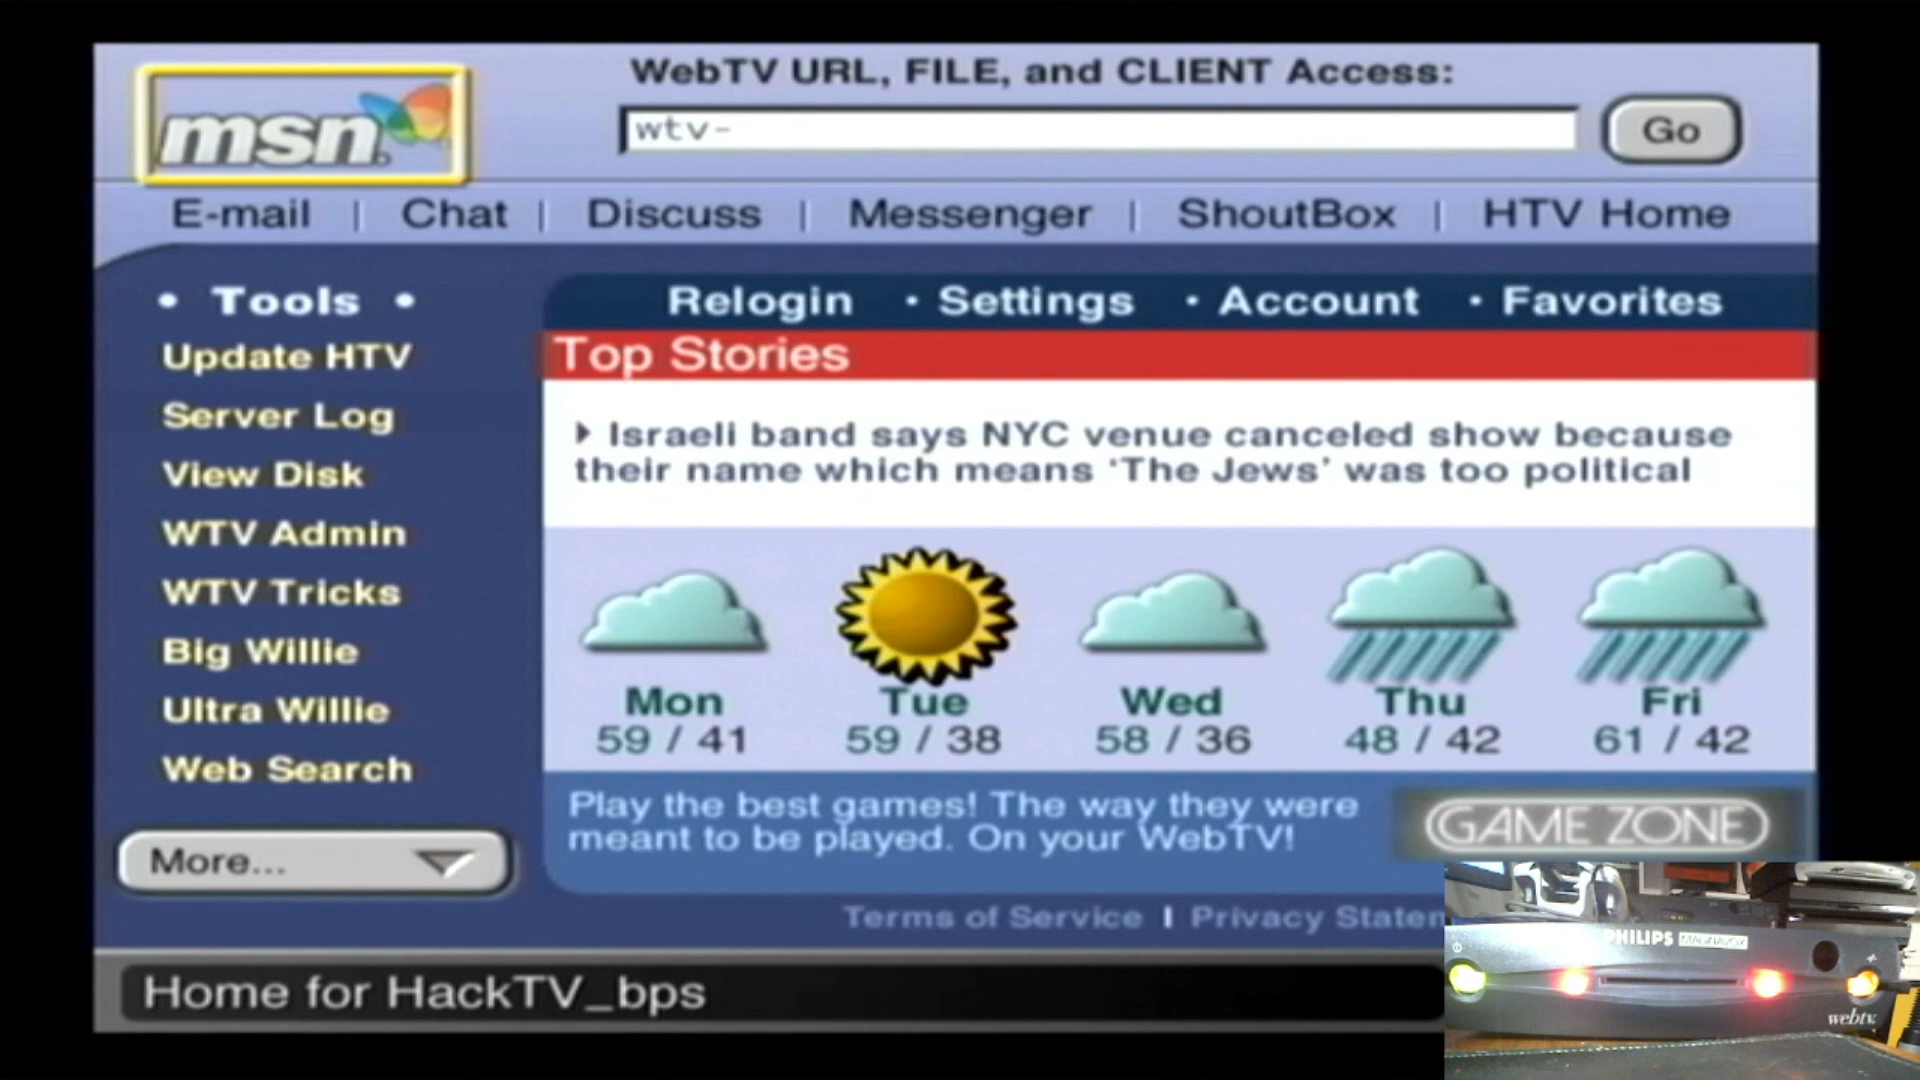 WebTV URL, FILE, and CLIENT Access:
msn.
wtv-
Go
E-mail | Chat | Discuss | Messenger | ShoutBox | HTV Home
• Tools •
Update HTV
Server Log
View Disk
WTV Admin
WTV Tricks
Big Willie
Ultra Willie
Web Search
More...
Relogin • Settings • Account • Favorites
Top Stories
Israeli band says NYC venue canceled show because
their name which means ‘The Jews’ was too political
Mon Tue Wed Thu Fri
59 / 41 59 / 38 58 / 36 48 / 42 61 / 42
Play the best games! The way they were
meant to be played. On your WebTV!
GAME ZONE
Terms of Service | Privacy Staten
Home for HackTV_bps
PHILIPS MAGNAVOX
webtv